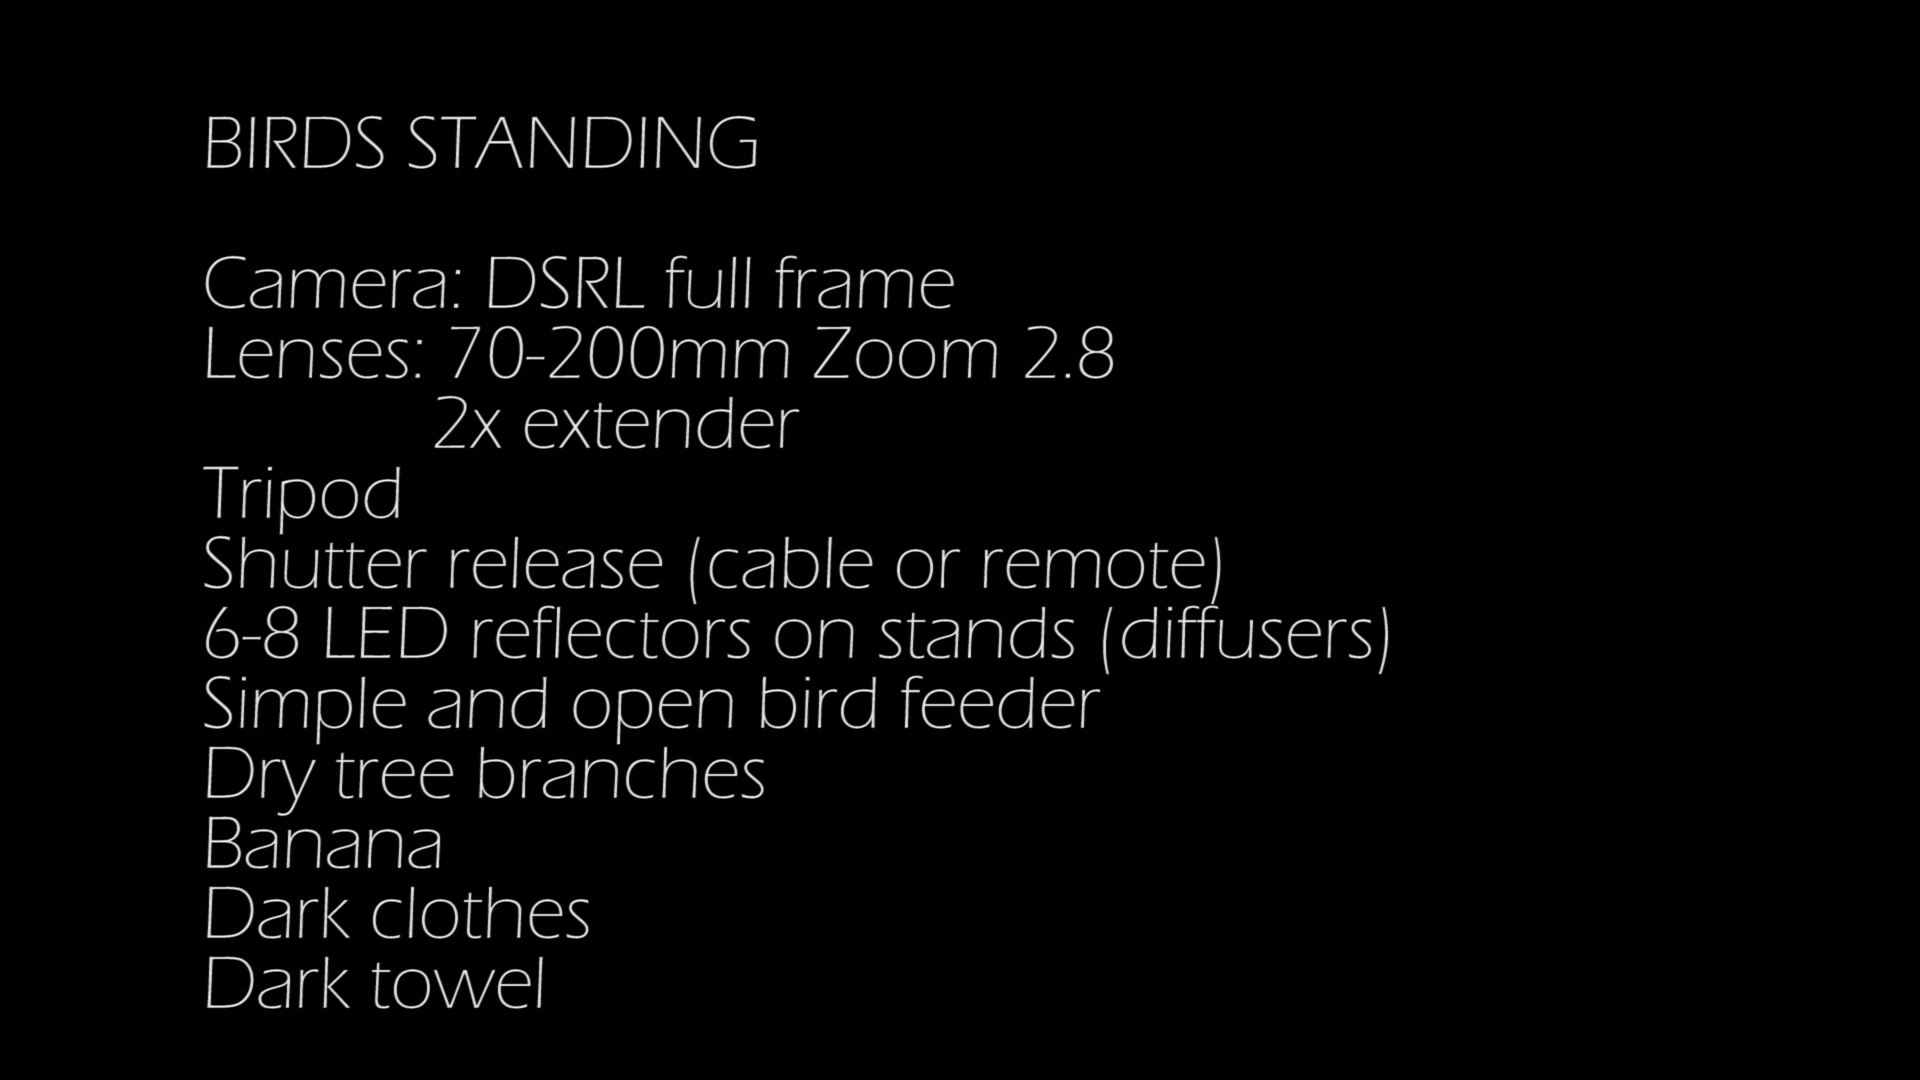 BIRDS STANDING
Camera: DSRL full frame
Lenses: 70-200mm Zoom 2.8
2x extender
Tripod
Shutter release (cable or remote)
6-8 LED reflectors on stands (diffusers)
Simple and open bird feeder
Dry tree branches
Banana
Dark clothes
Dark towel